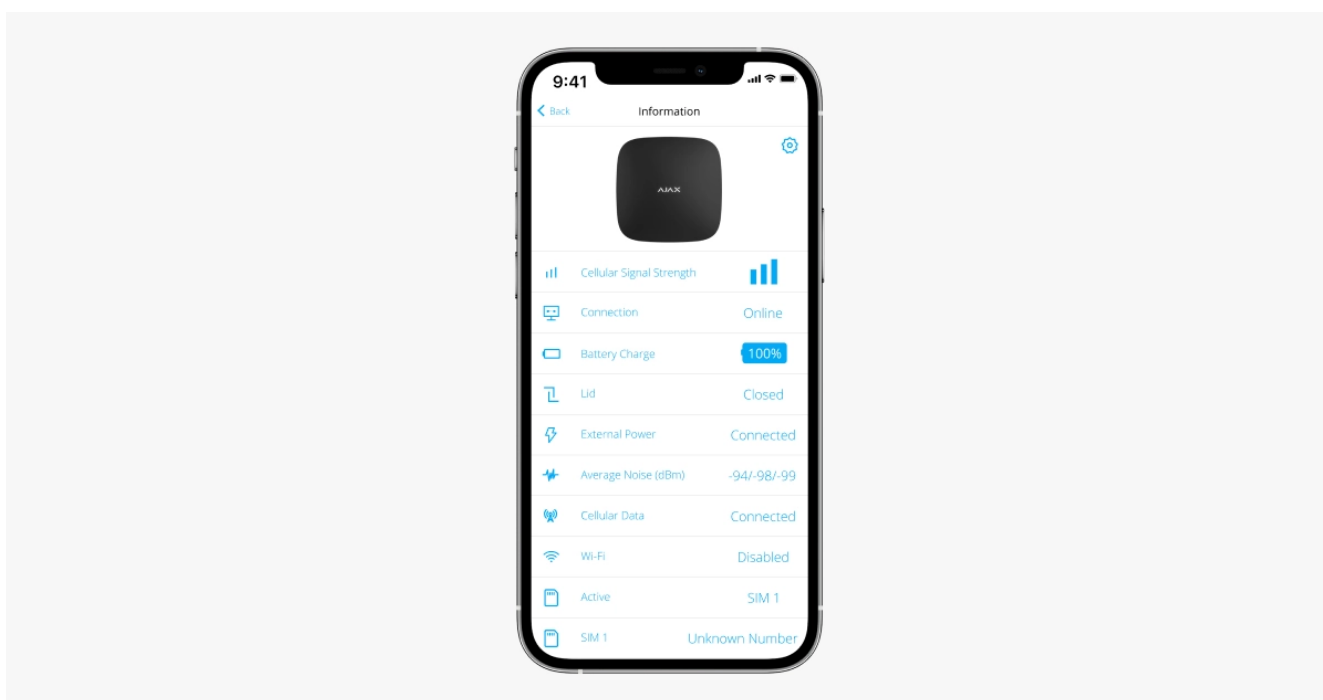 9:41
Back
Information
AJAX
Cellular Signal Strength
Connection Online
Battery Charge 100%
Lid Closed
External Power Connected
Average Noise (dBm) -94/-98/-99
Cellular Data Connected
Wi-Fi Disabled
Active SIM 1
SIM 1 Unknown Number